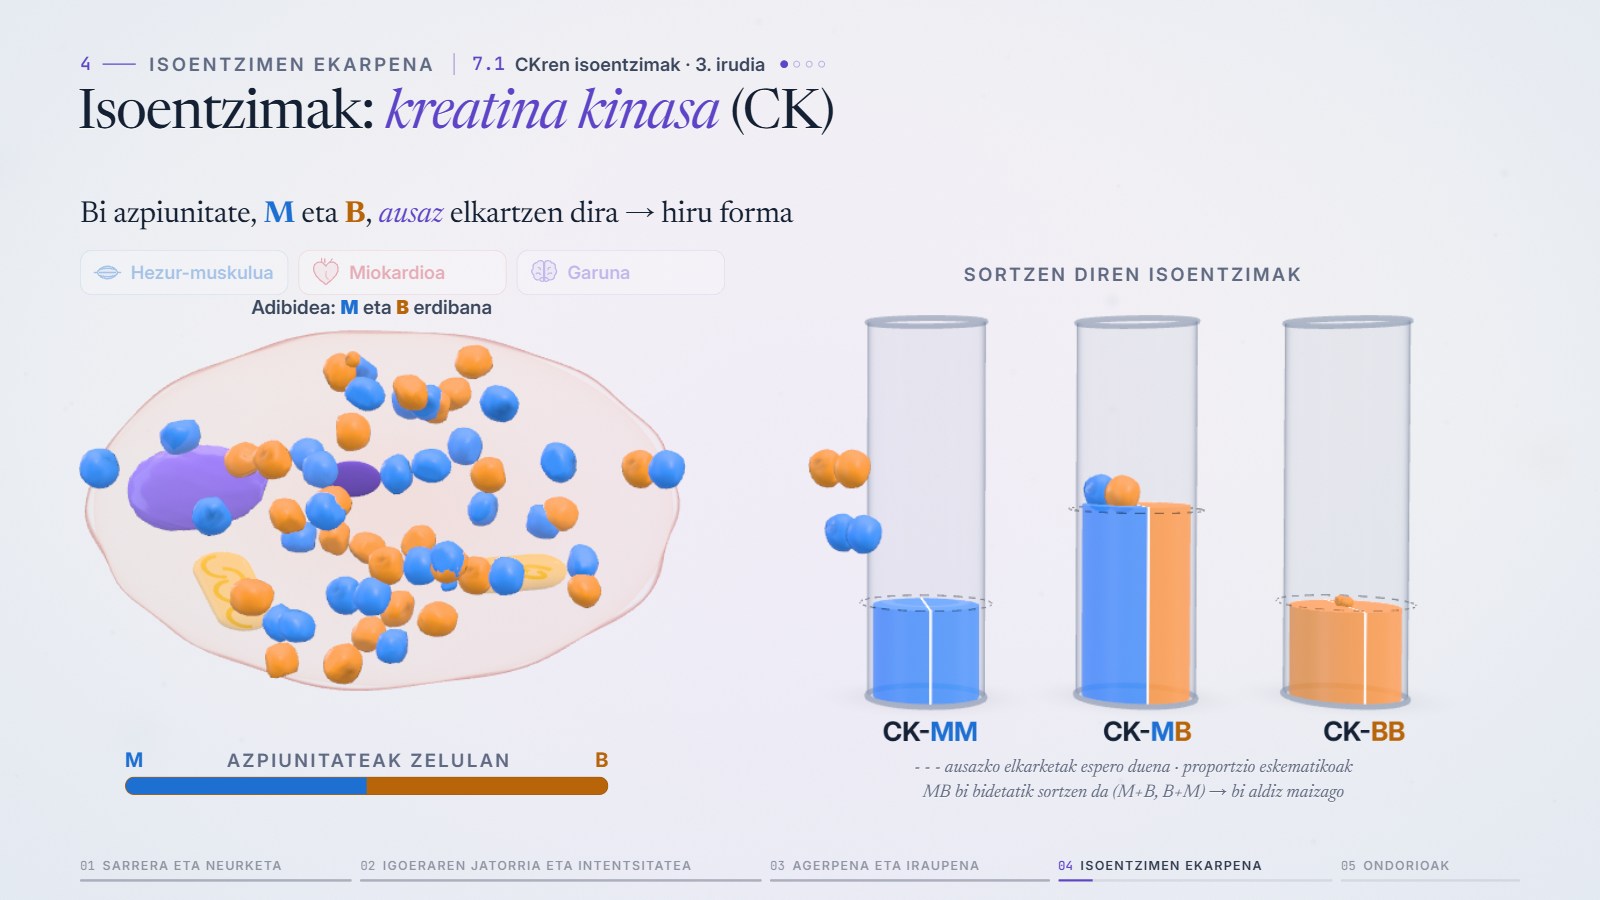 4 — ISOENTZIMEN EKARPENA | 7.1 CKren isoentzimak · 3. irudia
Isoentzimak: kreatina kinasa (CK)
Bi azpiunitate, M eta B, ausaz elkartzen dira → hiru forma
Hezur-muskulua Miokardioa Garuna
Adibidea: M eta B erdibana
SORTZEN DIREN ISOENTZIMAK
CK-MM CK-MB CK-BB
M AZPIUNITATEAK ZELULAN B
- - - ausazko elkarketak espero duena · proportzio eskematikoak
MB bi bidetatik sortzen da (M+B, B+M) → bi aldiz maizago
01 SARRERA ETA NEURKETA 02 IGOERAREN JATORRIA ETA INTENTSITATEA 03 AGERPENA ETA IRAUPENA 04 ISOENTZIMEN EKARPENA 05 ONDORIOAK